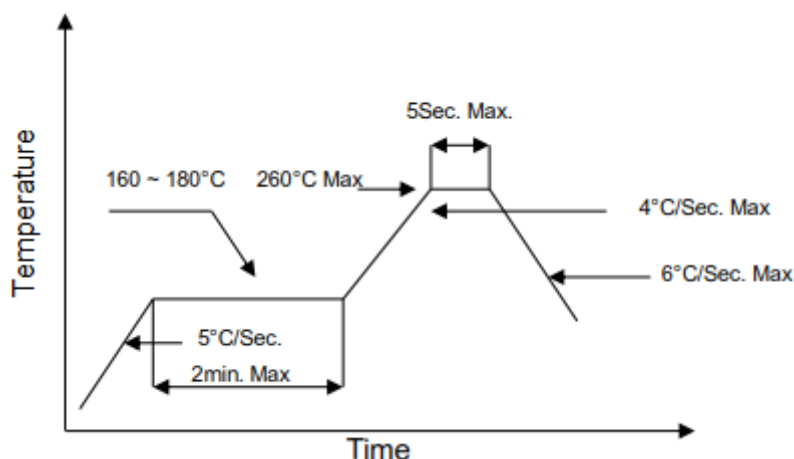 5Sec. Max.
160 ~ 180°C
260°C Max
4°C/Sec. Max
6°C/Sec. Max
5°C/Sec.
2min. Max
Temperature
Time